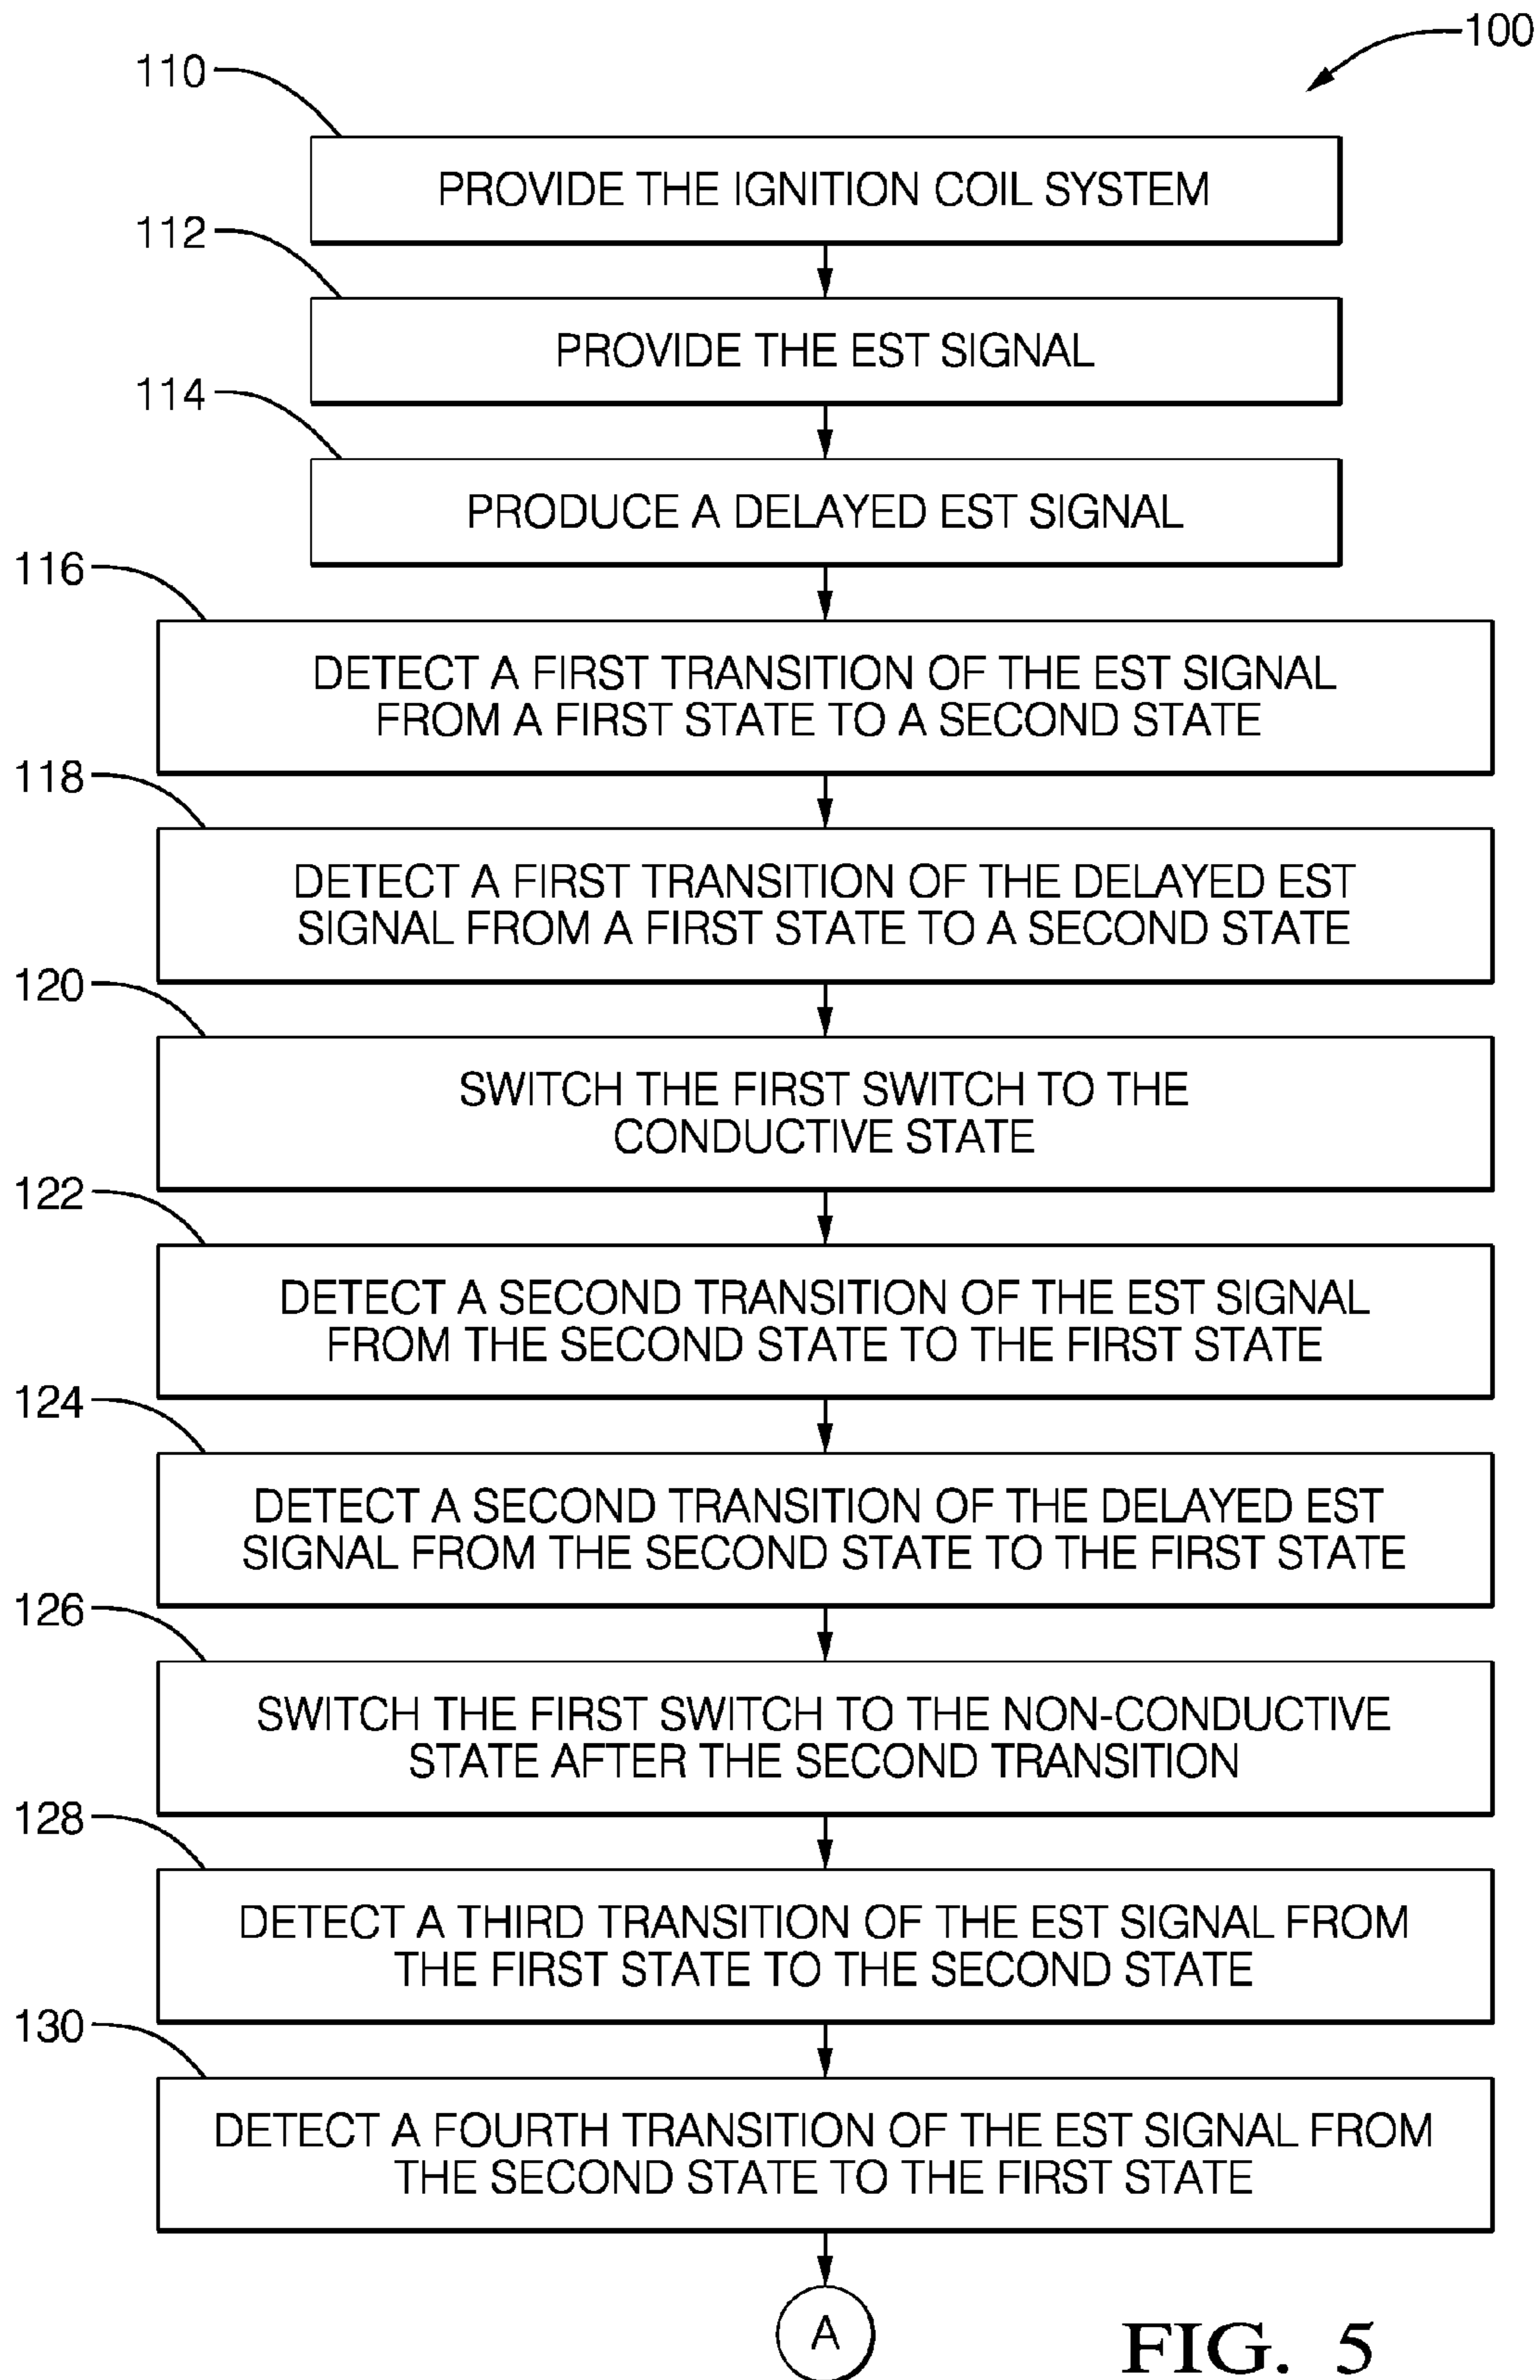 100
110
PROVIDE THE IGNITION COIL SYSTEM
112
PROVIDE THE EST SIGNAL
114
PRODUCE A DELAYED EST SIGNAL
116
DETECT A FIRST TRANSITION OF THE EST SIGNAL
FROM A FIRST STATE TO A SECOND STATE
118
DETECT A FIRST TRANSITION OF THE DELAYED EST
SIGNAL FROM A FIRST STATE TO A SECOND STATE
120
SWITCH THE FIRST SWITCH TO THE
CONDUCTIVE STATE
122
DETECT A SECOND TRANSITION OF THE EST SIGNAL
FROM THE SECOND STATE TO THE FIRST STATE
124
DETECT A SECOND TRANSITION OF THE DELAYED EST
SIGNAL FROM THE SECOND STATE TO THE FIRST STATE
126
SWITCH THE FIRST SWITCH TO THE NON-CONDUCTIVE
STATE AFTER THE SECOND TRANSITION
128
DETECT A THIRD TRANSITION OF THE EST SIGNAL FROM
THE FIRST STATE TO THE SECOND STATE
130
DETECT A FOURTH TRANSITION OF THE EST SIGNAL FROM
THE SECOND STATE TO THE FIRST STATE
A
FIG. 5